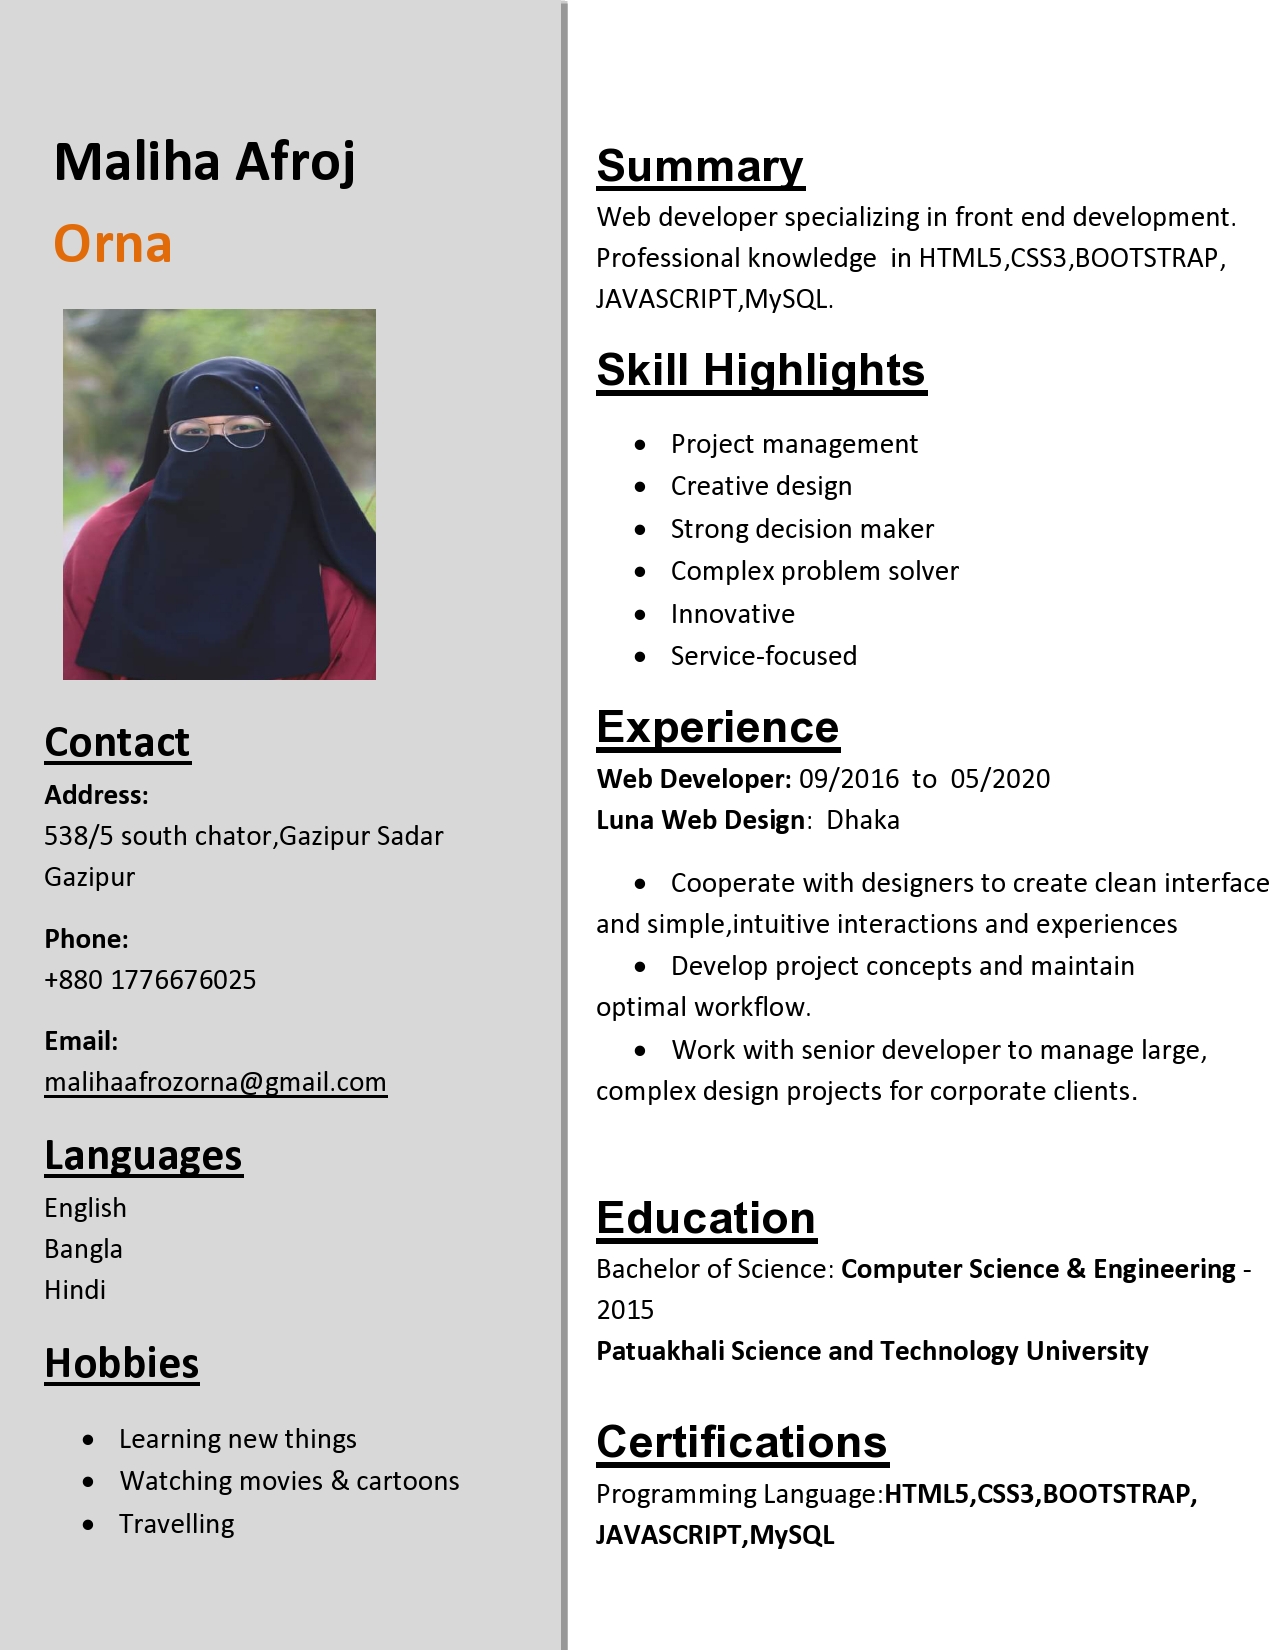 Maliha Afroj
Orna
Contact
Address:
538/5 south chator,Gazipur Sadar
Gazipur
Phone:
+880 1776676025
Email:
malihaafrozorna@gmail.com
Languages
English
Bangla
Hindi
Hobbies
• Learning new things
• Watching movies & cartoons
• Travelling
Summary
Web developer specializing in front end development.
Professional knowledge  in HTML5,CSS3,BOOTSTRAP,
JAVASCRIPT,MySQL.
Skill Highlights
• Project management
• Creative design
• Strong decision maker
• Complex problem solver
• Innovative
• Service-focused
Experience
Web Developer: 09/2016  to  05/2020
Luna Web Design:  Dhaka
• Cooperate with designers to create clean interface
and simple,intuitive interactions and experiences
• Develop project concepts and maintain
optimal workflow.
• Work with senior developer to manage large,
complex design projects for corporate clients.
Education
Bachelor of Science: Computer Science & Engineering -
2015
Patuakhali Science and Technology University
Certifications
Programming Language:HTML5,CSS3,BOOTSTRAP,
JAVASCRIPT,MySQL